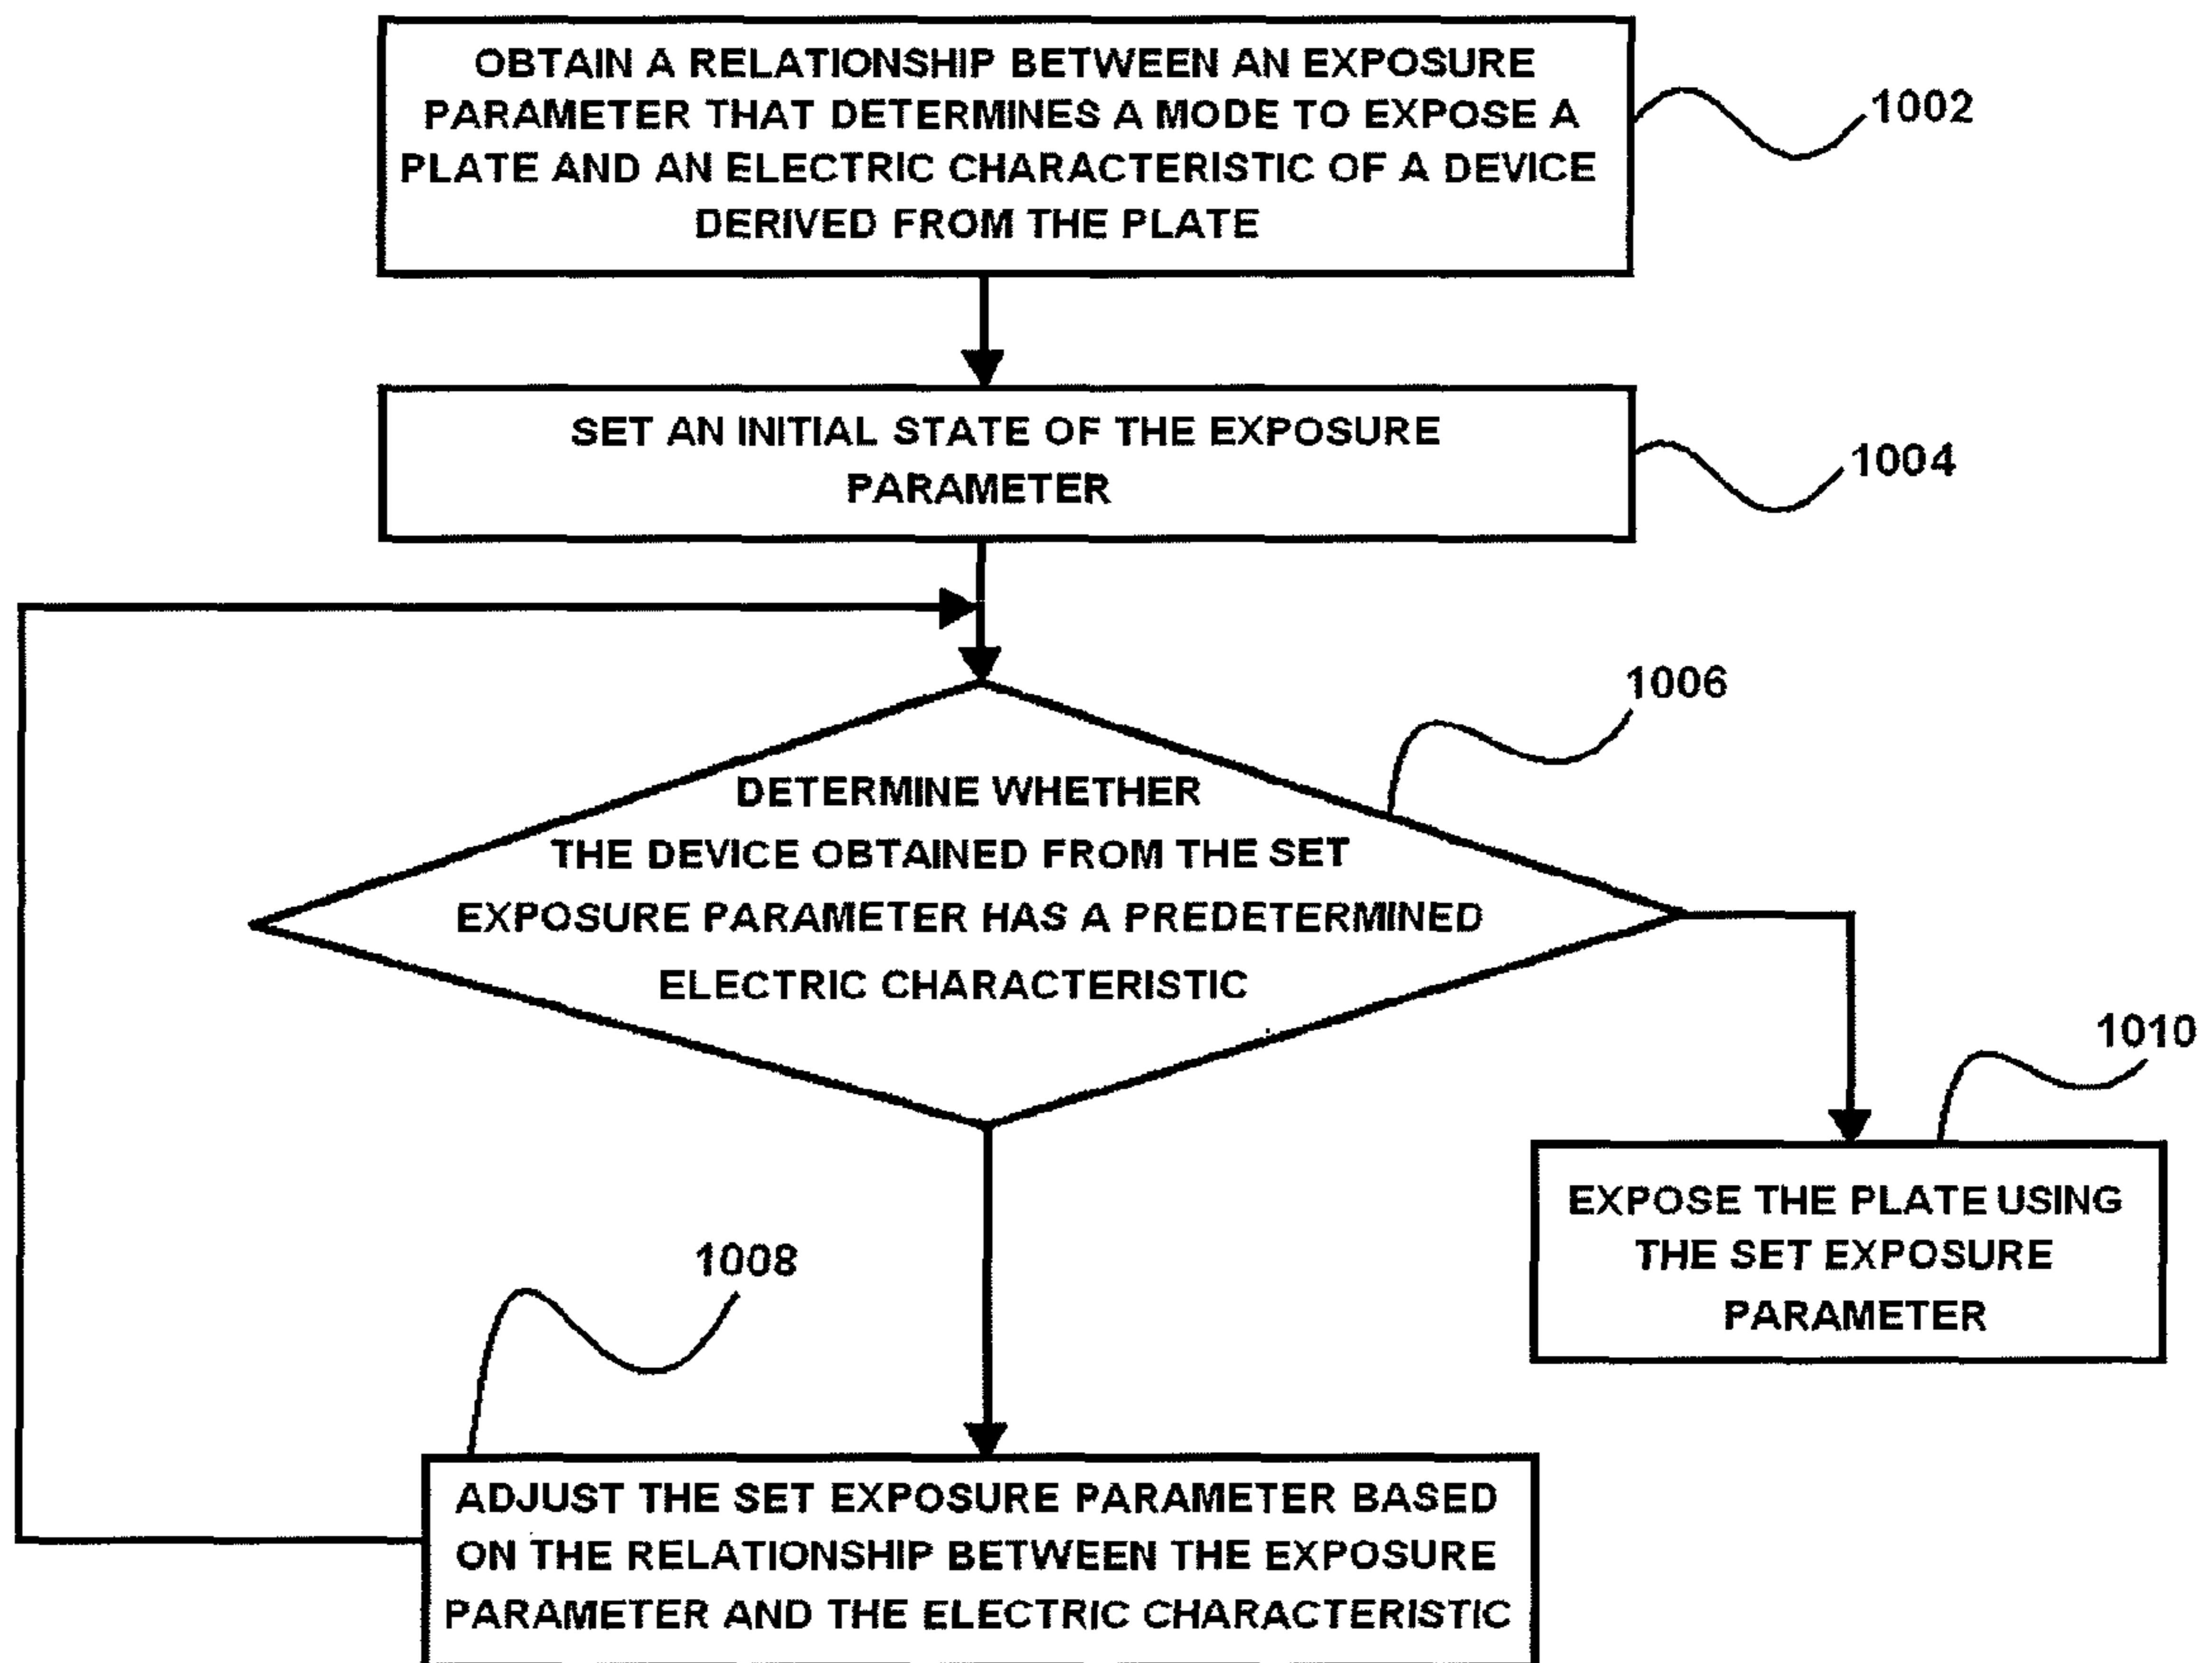 OBTAIN A RELATIONSHIP BETWEEN AN EXPOSURE
PARAMETER THAT DETERMINES A MODE TO EXPOSE A
PLATE AND AN ELECTRIC CHARACTERISTIC OF A DEVICE
DERIVED FROM THE PLATE
1002
SET AN INITIAL STATE OF THE EXPOSURE
PARAMETER
1004
1006
DETERMINE WHETHER
THE DEVICE OBTAINED FROM THE SET
EXPOSURE PARAMETER HAS A PREDETERMINED
ELECTRIC CHARACTERISTIC
1010
EXPOSE THE PLATE USING
THE SET EXPOSURE
PARAMETER
1008
ADJUST THE SET EXPOSURE PARAMETER BASED
ON THE RELATIONSHIP BETWEEN THE EXPOSURE
PARAMETER AND THE ELECTRIC CHARACTERISTIC